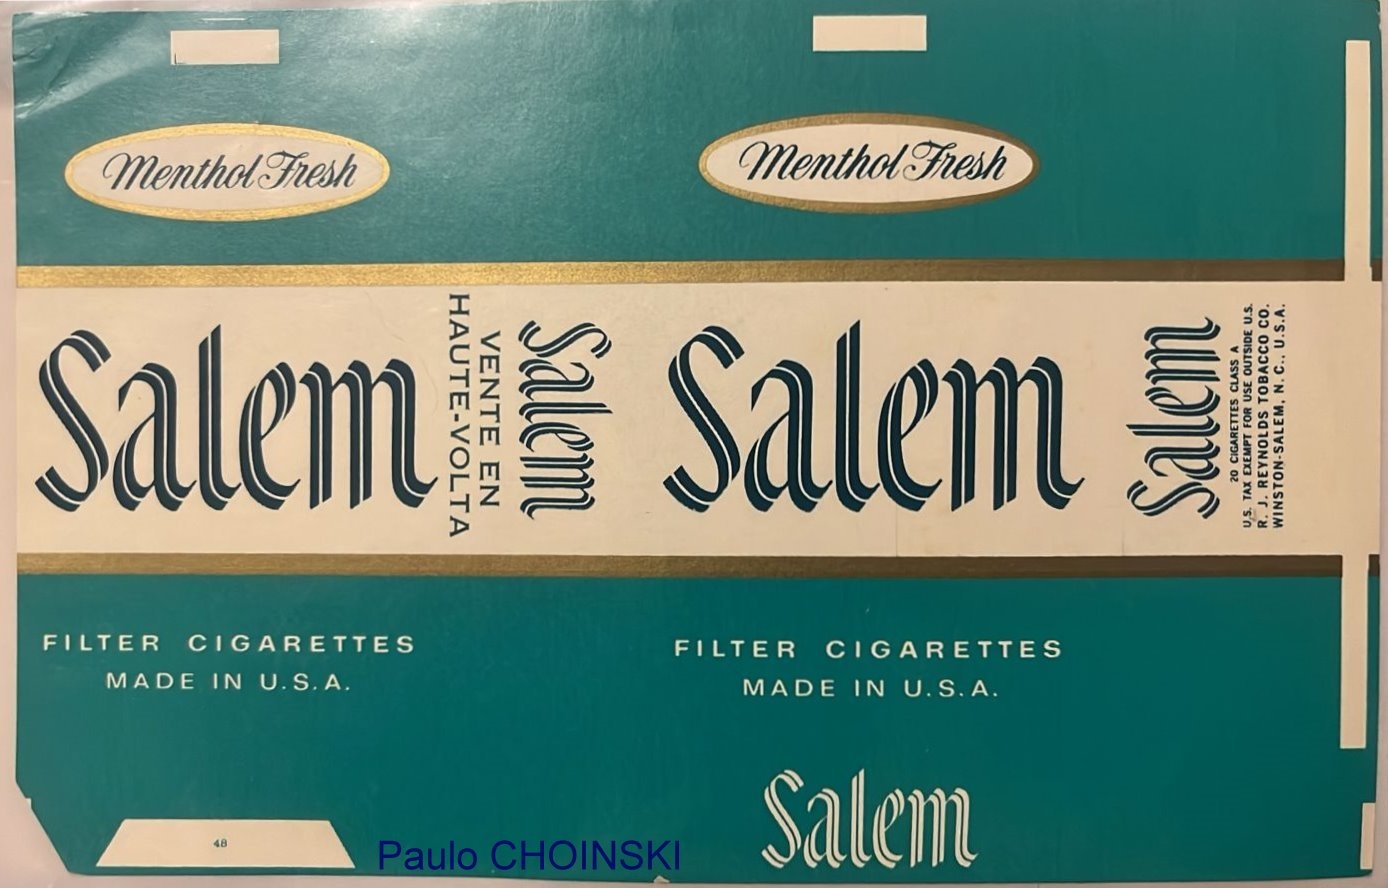 Menthol Fresh
Menthol Fresh
Salem
VENTE EN
HAUTE-VOLTA
Salem
Salem
Salem
20 CIGARETTES CLASS A
U.S. TAX EXEMPT FOR USE OUTSIDE U.S.
R. J. REYNOLDS TOBACCO CO.
WINSTON-SALEM, N. C., U.S.A.
FILTER CIGARETTES
MADE IN U.S.A.
FILTER CIGARETTES
MADE IN U.S.A.
Salem
48
Paulo CHOINSKI